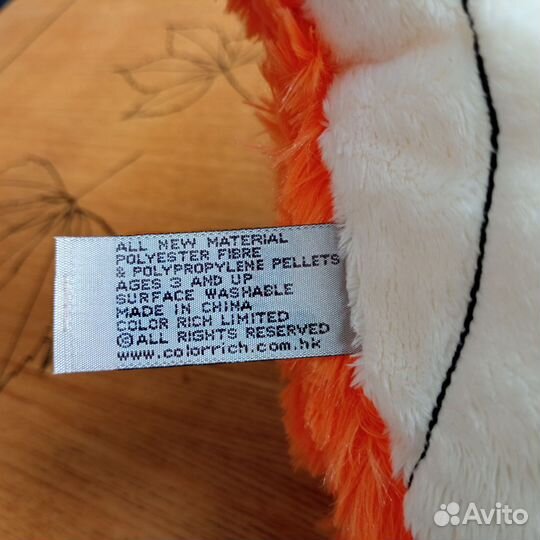 ALL NEW MATERIAL
POLYESTER FIBRE
& POLYPROPYLENE PELLETS
AGES 3 AND UP
SURFACE WASHABLE
MADE IN CHINA
COLOR RICH LIMITED
©ALL RIGHTS RESERVED
www.colorrich.com.hk
Avito